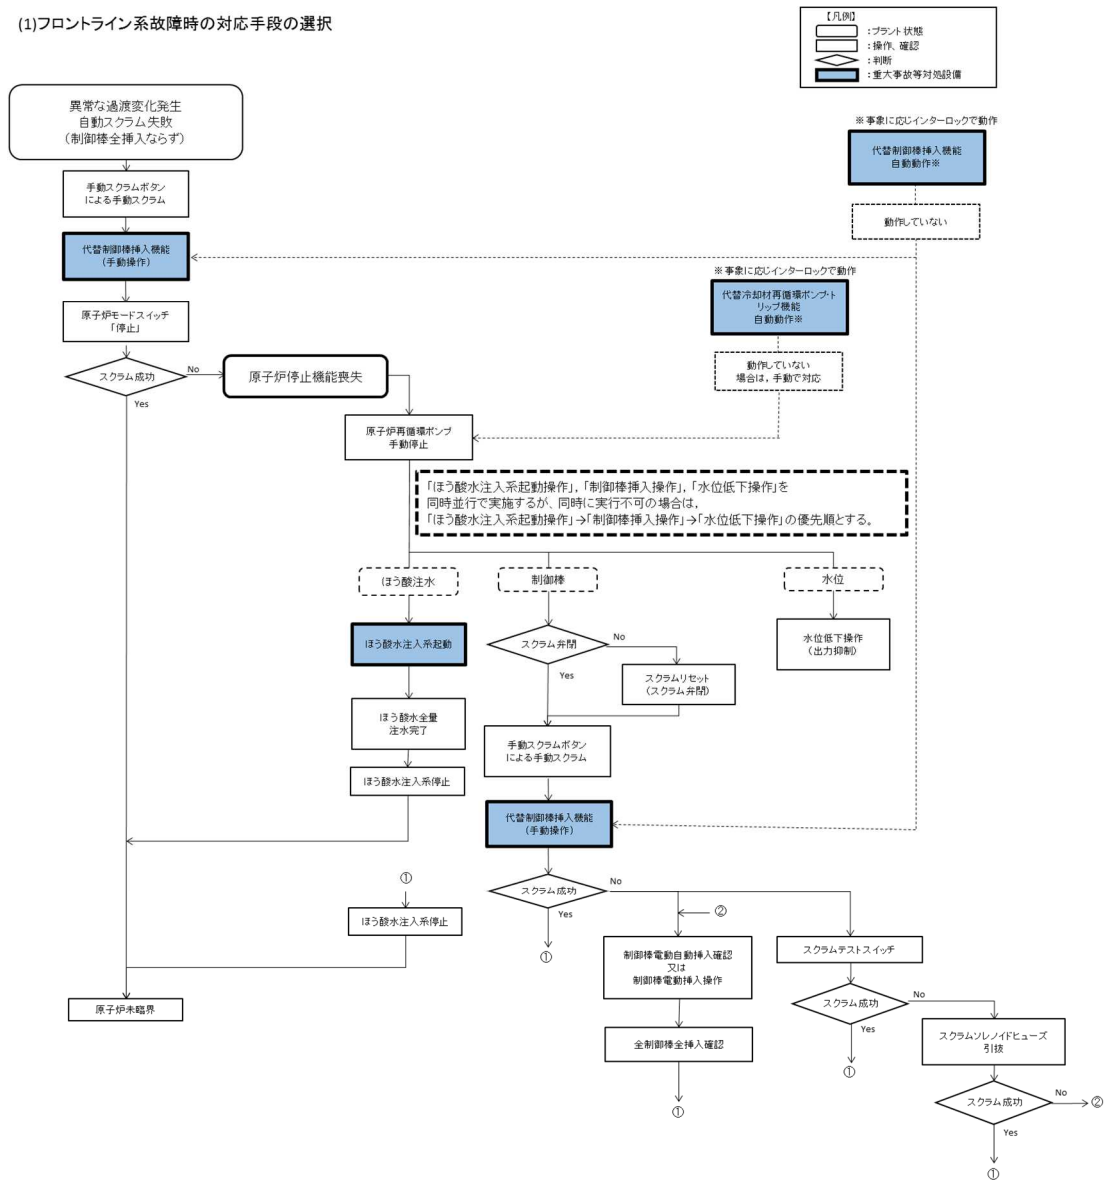 (1)フロントライン系故障時の対応手段の選択
【凡例】
：プラント状態
：操作、確認
：判断
：重大事故等対処設備
異常な過渡変化発生
自動スクラム失敗
（制御棒全挿入ならず）
手動スクラムボタン
による手動スクラム
代替制御棒挿入機能
（手動操作）
原子炉モードスイッチ
「停止」
スクラム成功
No
Yes
原子炉停止機能喪失
※事象に応じインターロックで動作
代替制御棒挿入機能
自動動作※
動作していない
※事象に応じインターロックで動作
代替冷却材再循環ポンプ・ト
リップ機能
自動動作※
動作していない
場合は，手動で対応
原子炉再循環ポンプ
手動停止
「ほう酸水注入系起動操作」，「制御棒挿入操作」，「水位低下操作」を
同時並行で実施するが、同時に実行不可の場合は，
「ほう酸水注入系起動操作」→「制御棒挿入操作」→「水位低下操作」の優先順とする。
ほう酸注水
制御棒
水位
ほう酸水注入系起動
ほう酸水全量
注水完了
ほう酸水注入系停止
①
ほう酸水注入系停止
原子炉未臨界
スクラム弁閉
No
Yes
スクラムリセット
（スクラム弁閉）
手動スクラムボタン
による手動スクラム
代替制御棒挿入機能
（手動操作）
スクラム成功
No
Yes
①
水位低下操作
（出力抑制）
②
制御棒電動自動挿入確認
又は
制御棒電動挿入操作
全制御棒全挿入確認
①
スクラムテストスイッチ
スクラム成功
No
Yes
①
スクラムソレノイドヒューズ
引抜
スクラム成功
No
②
Yes
①